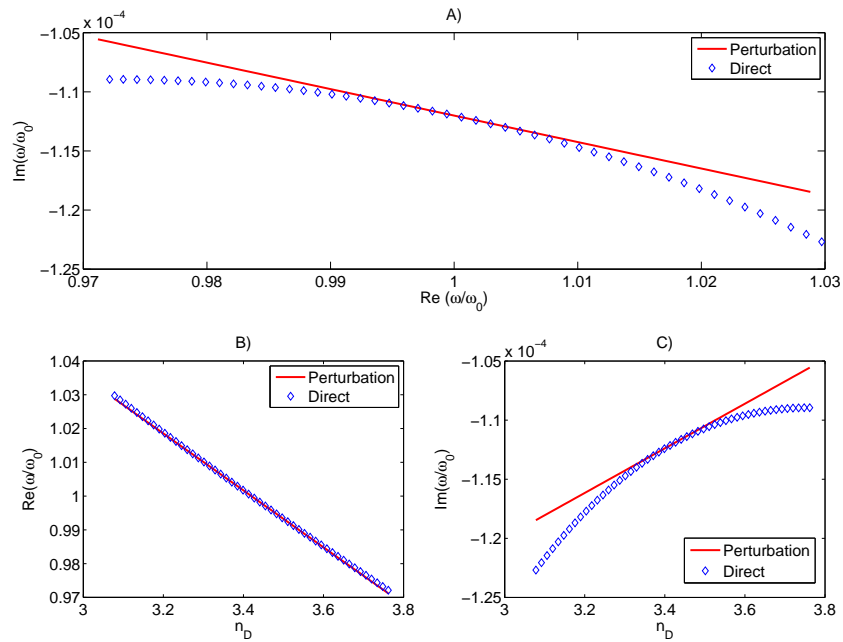 A)
× 10⁻⁴
−1.05
−1.1
−1.15
−1.2
−1.25
Im(ω/ω₀)
0.97 0.98 0.99 1 1.01 1.02 1.03
Re (ω/ω₀)
Perturbation
Direct
B)
1.04
1.03
1.02
1.01
1
0.99
0.98
0.97
Re(ω/ω₀)
3 3.2 3.4 3.6 3.8
n_D
Perturbation
Direct
C)
× 10⁻⁴
−1.05
−1.1
−1.15
−1.2
−1.25
Im(ω/ω₀)
3 3.2 3.4 3.6 3.8
n_D
Perturbation
Direct